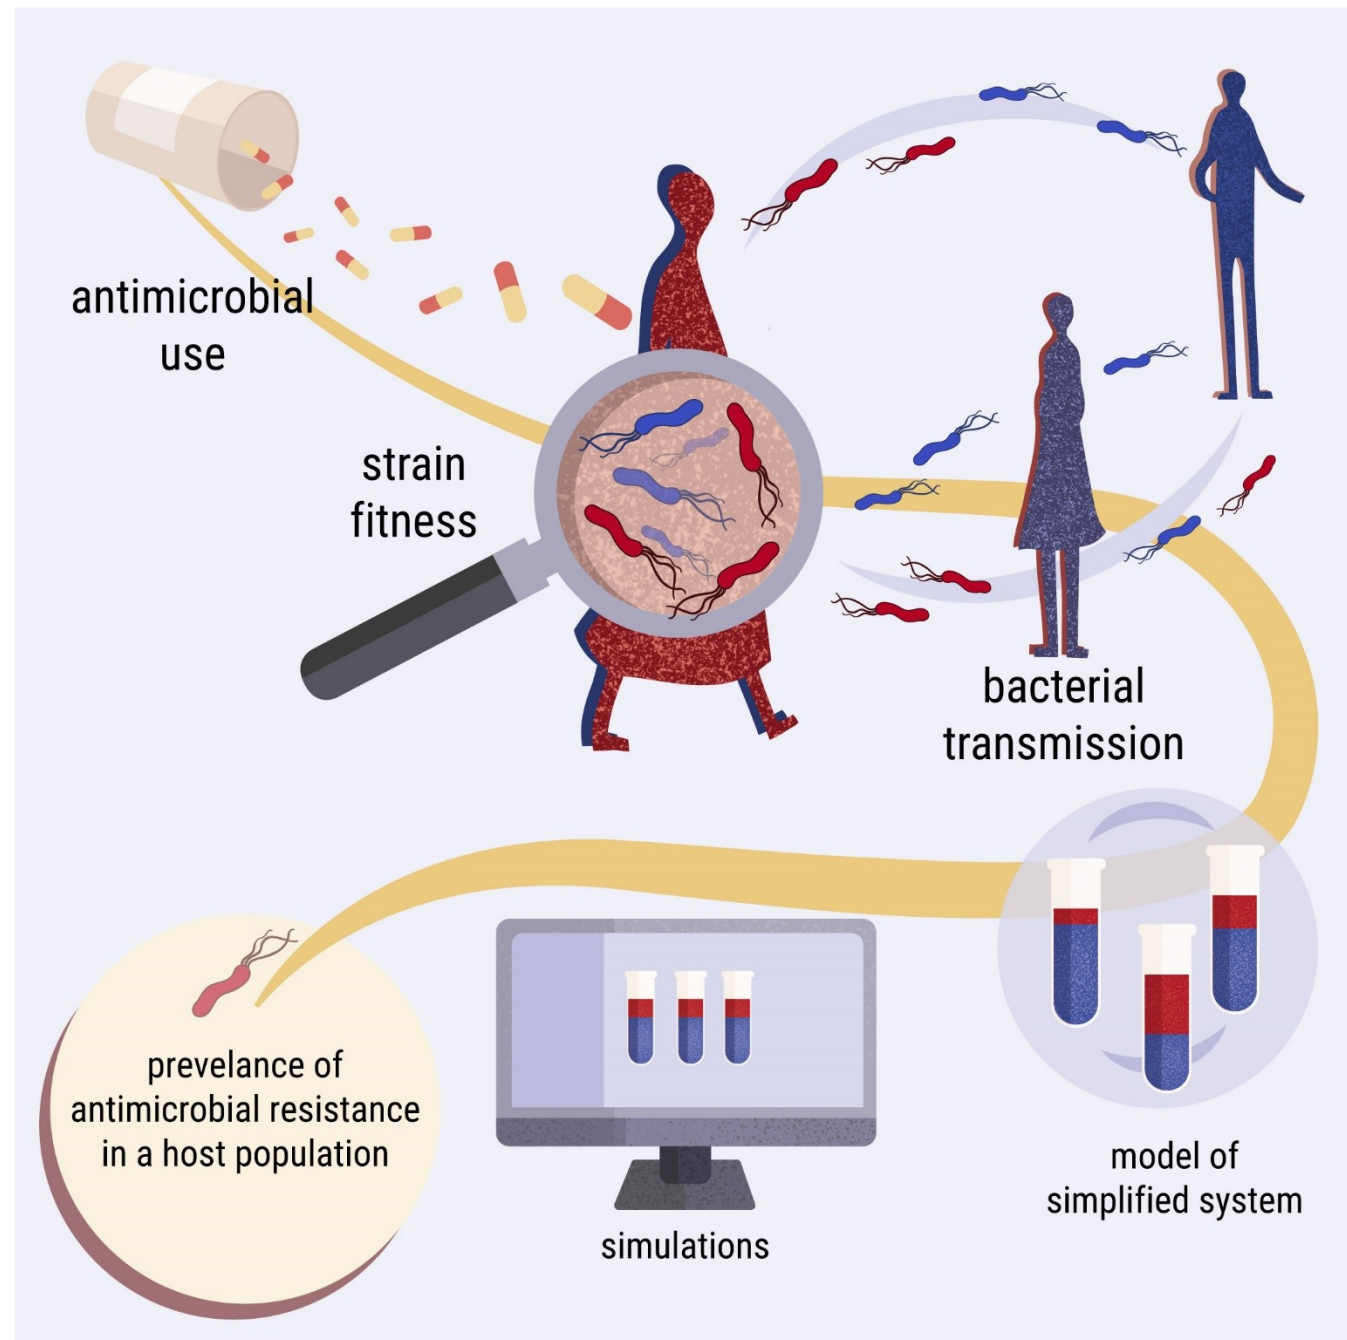 antimicrobial
use
strain
fitness
bacterial
transmission
prevelance of
antimicrobial resistance
in a host population
simulations
model of
simplified system